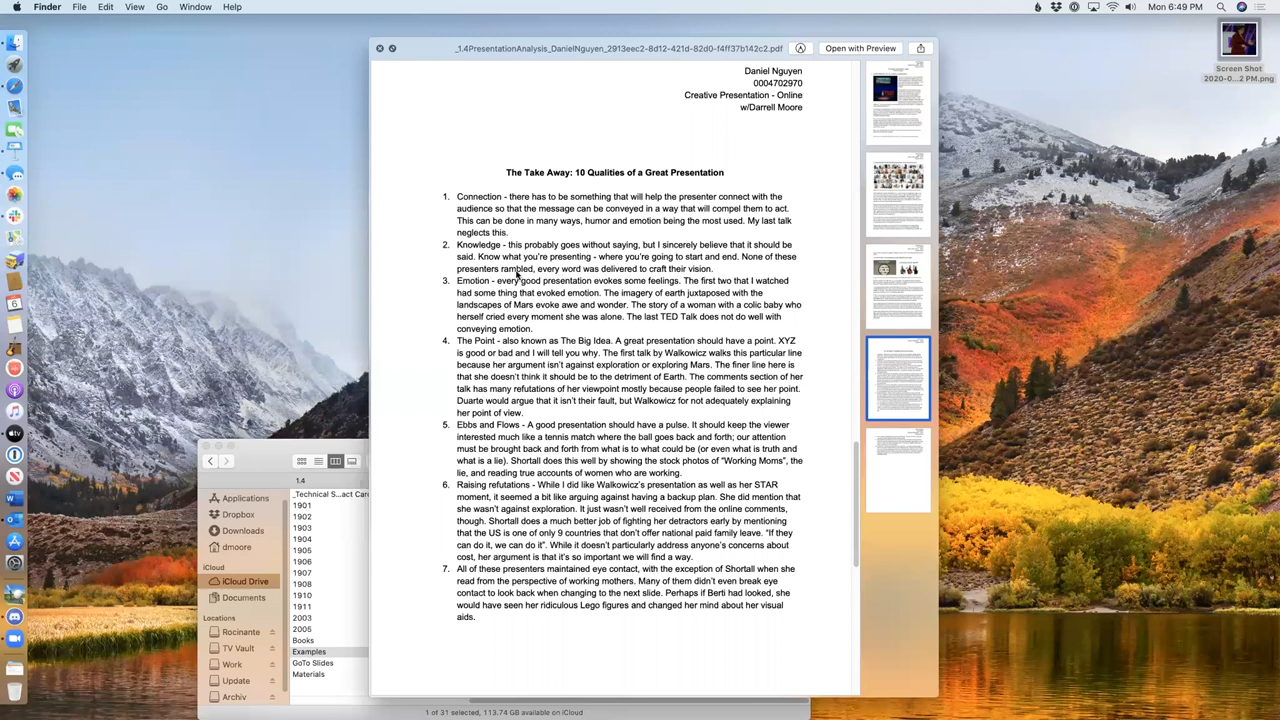 Finder File Edit View Go Window Help
Mon 6:49 PM
_1.4PresentationAnalysis_DanielNguyen_2913eec2-8d12-421d-82d0-f4ff37b142c2.pdf
Open with Preview
Screen Shot
2020-0...2 PM.png
Daniel Nguyen
0004702970
Creative Presentation - Online
w/Darrell Moore
The Take Away: 10 Qualities of a Great Presentation
1. Connection - there has to be something that will help the presenter connect with the
audience so that the message can be conveyed in a way that will compel them to act.
This can be done in many ways, humor and emotion being the most used. My last talk
neglects this.
2. Knowledge - this probably goes without saying, but I sincerely believe that it should be
said. Know what you're presenting - where you're going to start and end. None of these
presenters rambled, every word was delivered to craft their vision.
3. Emotion - every good presentation evokes some feelings. The first two that I watched
had some thing that evoked emotion. The imagery of earth juxtaposed with the
landscapes of Mars evoke awe and wonder. The story of a woman with a colic baby who
herself cried every moment she was alone. The last TED Talk does not do well with
conveying emotion.
4. The Point - also known as The Big Idea. A great presentation should have a point. XYZ
is good or bad and I will tell you why. The first talk by Walkowicz walks this particular line
because her argument isn't against exploration or exploring Mars. The finer line here is
that she doesn't think it should be to the detriment of Earth. The comments section of her
talk has many refutations of her viewpoint mostly because people failed to see her point.
Duarte would argue that it isn't their fault, but Walkowicz for not adequately explaining
her point of view.
5. Ebbs and Flows - A good presentation should have a pulse. It should keep the viewer
interested much like a tennis match where the ball goes back and forth; our attention
must be brought back and forth from what is to what could be (or even what is truth and
what is a lie). Shortall does this well by showing the stock photos of "Working Moms", the
lie, and reading true accounts of women who are working.
6. Raising refutations - While I did like Walkowicz's presentation as well as her STAR
moment, it seemed a bit like arguing against having a backup plan. She did mention that
she wasn't against exploration. It just wasn't well received from the online comments,
though. Shortall does a much better job of fighting her detractors early by mentioning
that the US is one of only 9 countries that don't offer national paid family leave. "If they
can do it, we can do it". While it doesn't particularly address anyone's concerns about
cost, her argument is that it's so important we will find a way.
7. All of these presenters maintained eye contact, with the exception of Shortall when she
read from the perspective of working mothers. Many of them didn't even break eye
contact to look back when changing to the next slide. Perhaps if Berti had looked, she
would have seen her ridiculous Lego figures and changed her mind about her visual
aids.
1.4
Applications
Dropbox
Downloads
dmoore
iCloud
iCloud Drive
Documents
Locations
Rocinante
TV Vault
Work
Update
Archiv
_Technical S...act Card
1901
1902
1903
1904
1905
1906
1907
1908
1910
1911
2003
2005
Books
Examples
GoTo Slides
Materials
1 of 31 selected, 113.74 GB available on iCloud